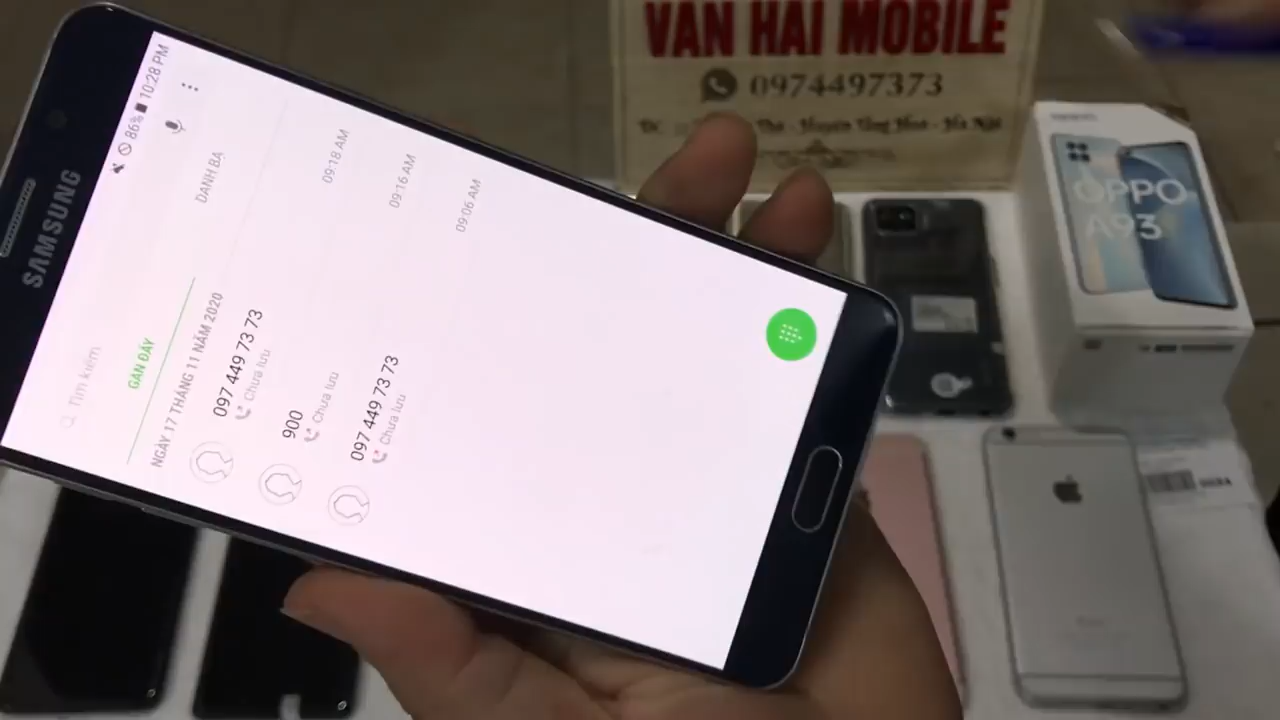 VAN HAI MOBILE
0974497373
SAMSUNG
86% 10:28 PM
Tìm kiếm
GẦN ĐÂY
DANH BẠ
NGÀY 17 THÁNG 11 NĂM 2020
097 449 73 73
Chưa lưu
09:18 AM
900
Chưa lưu
09:16 AM
097 449 73 73
Chưa lưu
09:06 AM
OPPO
A93